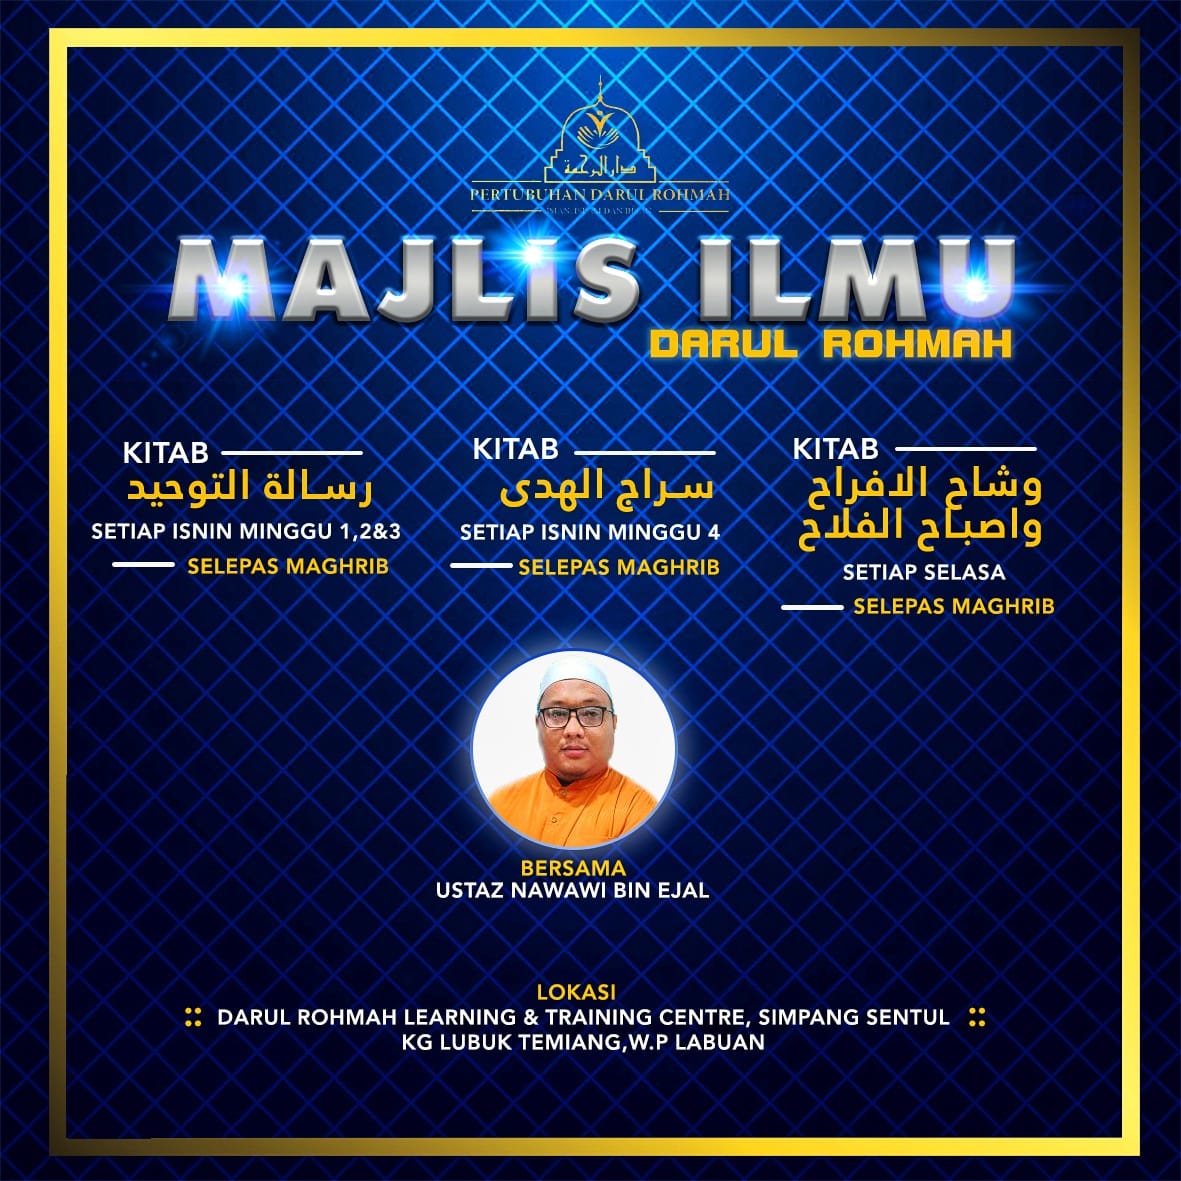 دار الرحمة
PERTUBUHAN DARUL ROHMAH
MAJLIS ILMU
DARUL ROHMAH
KITAB
رسالة التوحيد
SETIAP ISNIN MINGGU 1,2&3
SELEPAS MAGHRIB
KITAB
سراج الهدى
SETIAP ISNIN MINGGU 4
SELEPAS MAGHRIB
KITAB
وشاح الافراح
واصباح الفلاح
SETIAP SELASA
SELEPAS MAGHRIB
BERSAMA
USTAZ NAWAWI BIN EJAL
LOKASI
:: DARUL ROHMAH LEARNING & TRAINING CENTRE, SIMPANG SENTUL ::
KG LUBUK TEMIANG,W.P LABUAN